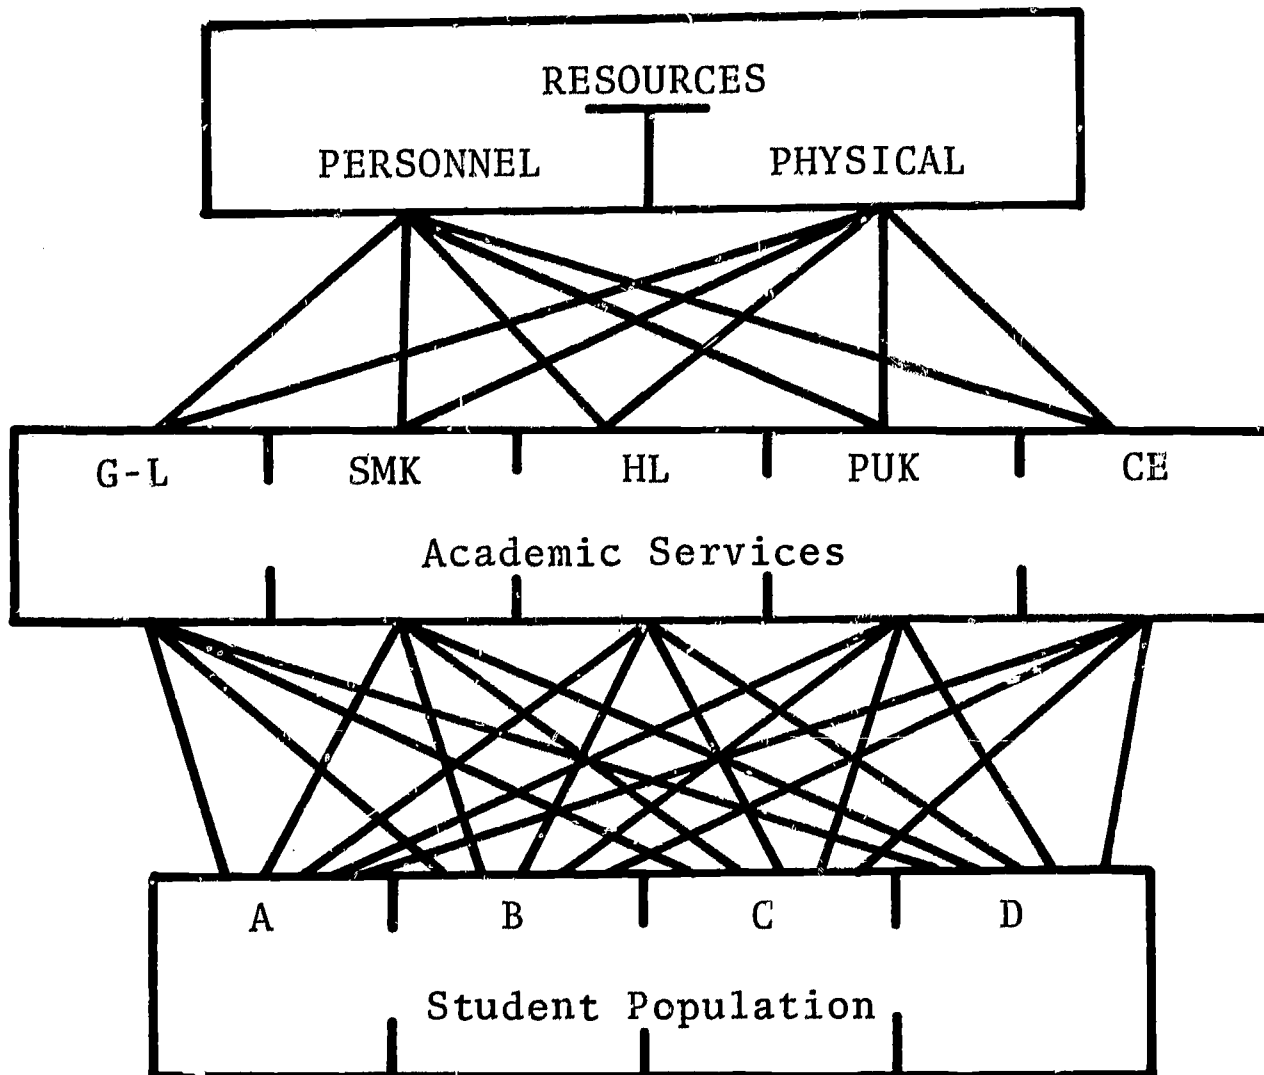 RESOURCES
PERSONNEL PHYSICAL
G-L SMK HL PUK CE
Academic Services
A B C D
Student Population